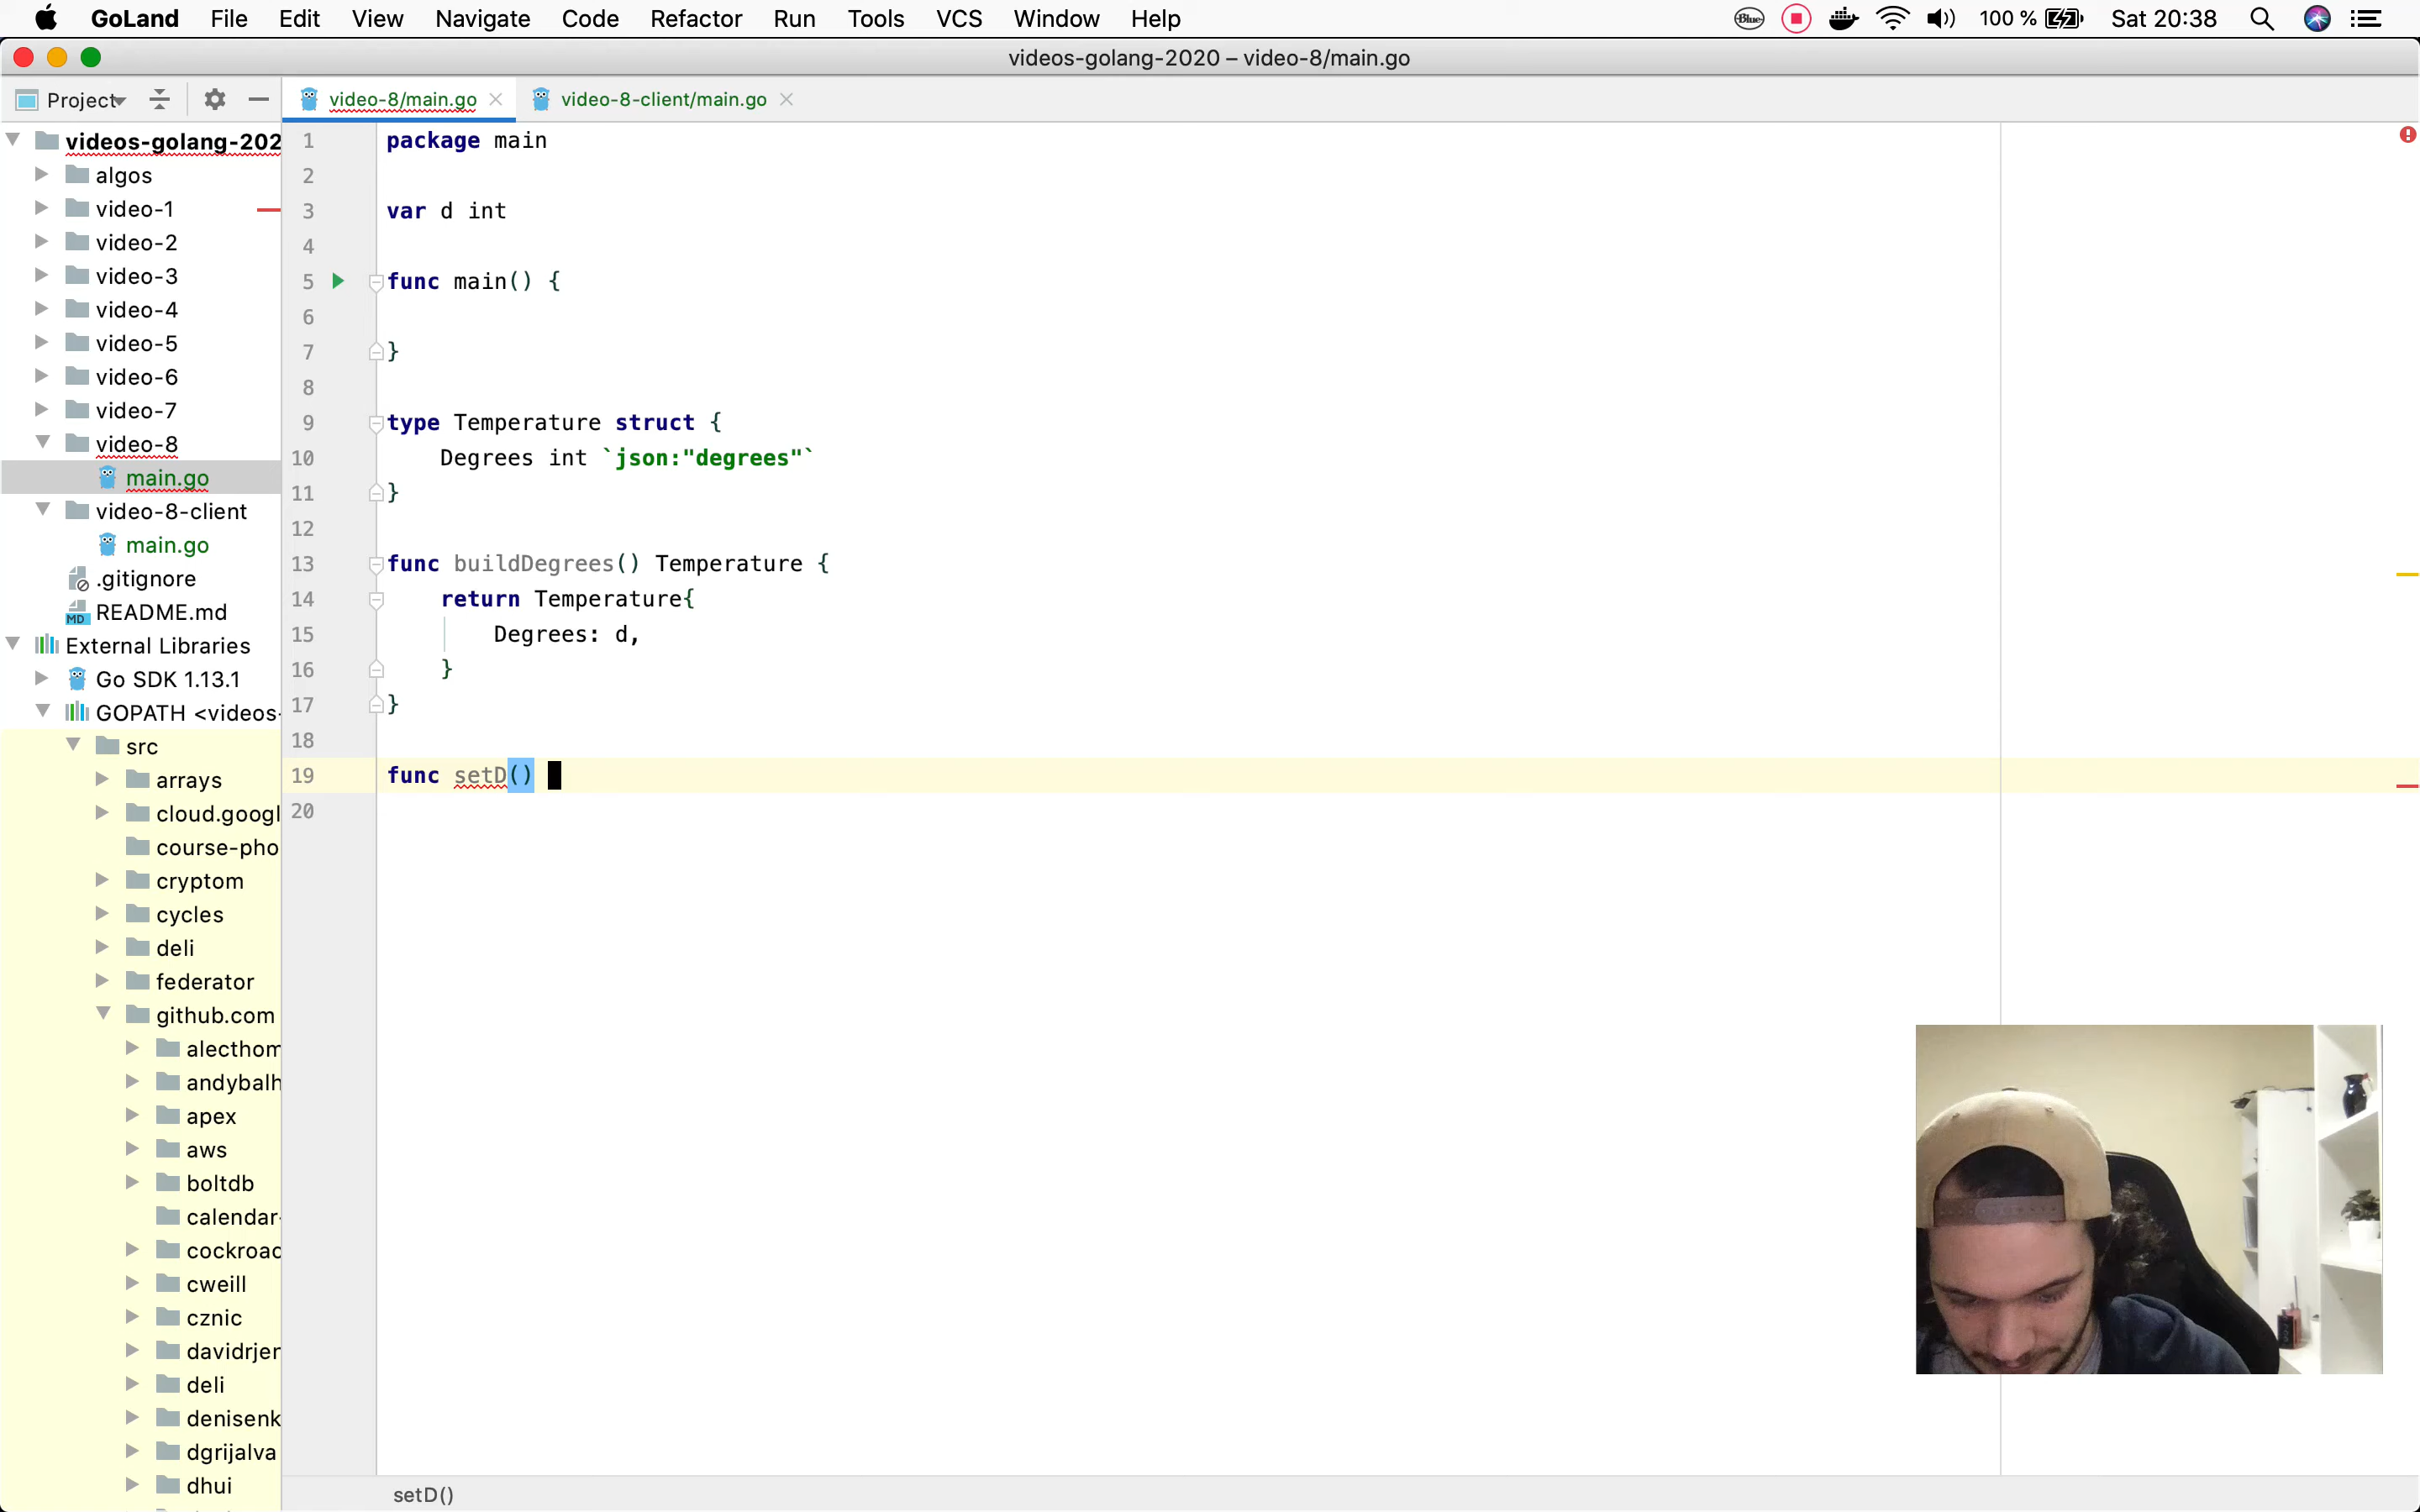 GoLand File Edit View Navigate Code Refactor Run Tools VCS Window Help Blue 100 % Sat 20:38
videos-golang-2020 – video-8/main.go
Project video-8/main.go video-8-client/main.go
videos-golang-202
algos
video-1
video-2
video-3
video-4
video-5
video-6
video-7
video-8
main.go
video-8-client
main.go
.gitignore
MD README.md
External Libraries
Go SDK 1.13.1
GOPATH <videos-
src
arrays
cloud.googl
course-pho
cryptom
cycles
deli
federator
github.com
alecthom
andybalh
apex
aws
boltdb
calendar-
cockroac
cweill
cznic
davidrjer
deli
denisenk
dgrijalva
dhui
1 package main
2
3 var d int
4
5 func main() {
6
7 }
8
9 type Temperature struct {
10 Degrees int `json:"degrees"`
11 }
12
13 func buildDegrees() Temperature {
14 return Temperature{
15 Degrees: d,
16 }
17 }
18
19 func setD()
20
setD()